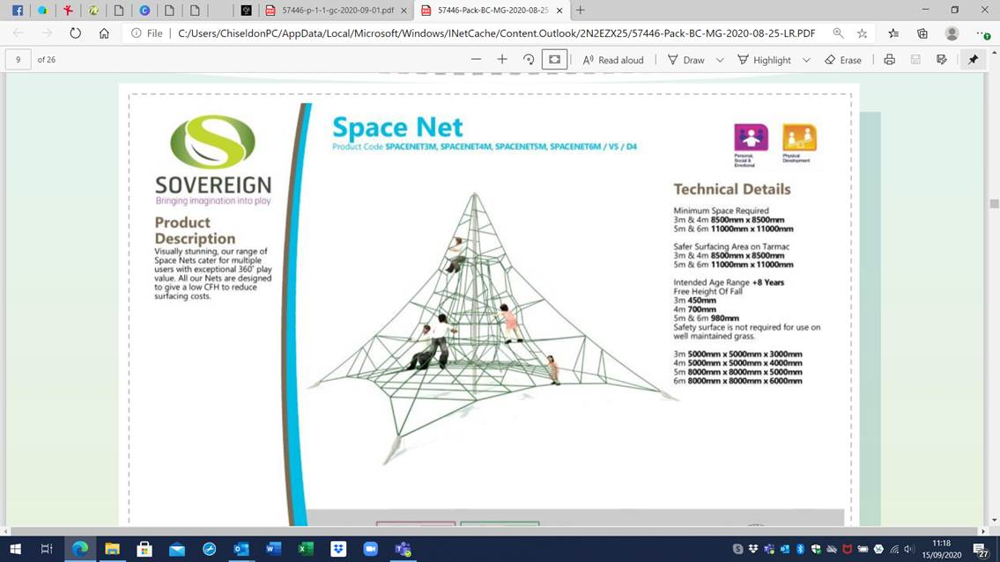 57446-p-1-1-gc-2020-09-01.pdf
57446-Pack-BC-MG-2020-08-25
File
C:/Users/ChiseldonPC/AppData/Local/Microsoft/Windows/INetCache/Content.Outlook/2N2EZX25/57446-Pack-BC-MG-2020-08-25-LR.PDF
9 of 26
Read aloud
Draw
Highlight
Erase
SOVEREIGN
Bringing imagination into play
Product
Description
Visually stunning, our range of
Space Nets cater for multiple
users with exceptional 360° play
value. All our Nets are designed
to give a low CFH to reduce
surfacing costs.
Space Net
Product Code SPACENET3M, SPACENET4M, SPACENET5M, SPACENET6M / V5 / D4
Personal,
Social &
Emotional
Physical
Development
Technical Details
Minimum Space Required
3m & 4m 8500mm x 8500mm
5m & 6m 11000mm x 11000mm
Safer Surfacing Area on Tarmac
3m & 4m 8500mm x 8500mm
5m & 6m 11000mm x 11000mm
Intended Age Range +8 Years
Free Height Of Fall
3m 450mm
4m 700mm
5m & 6m 980mm
Safety surface is not required for use on
well maintained grass.
3m 5000mm x 5000mm x 3000mm
4m 5000mm x 5000mm x 4000mm
5m 8000mm x 8000mm x 5000mm
6m 8000mm x 8000mm x 6000mm
11:18
15/09/2020
27